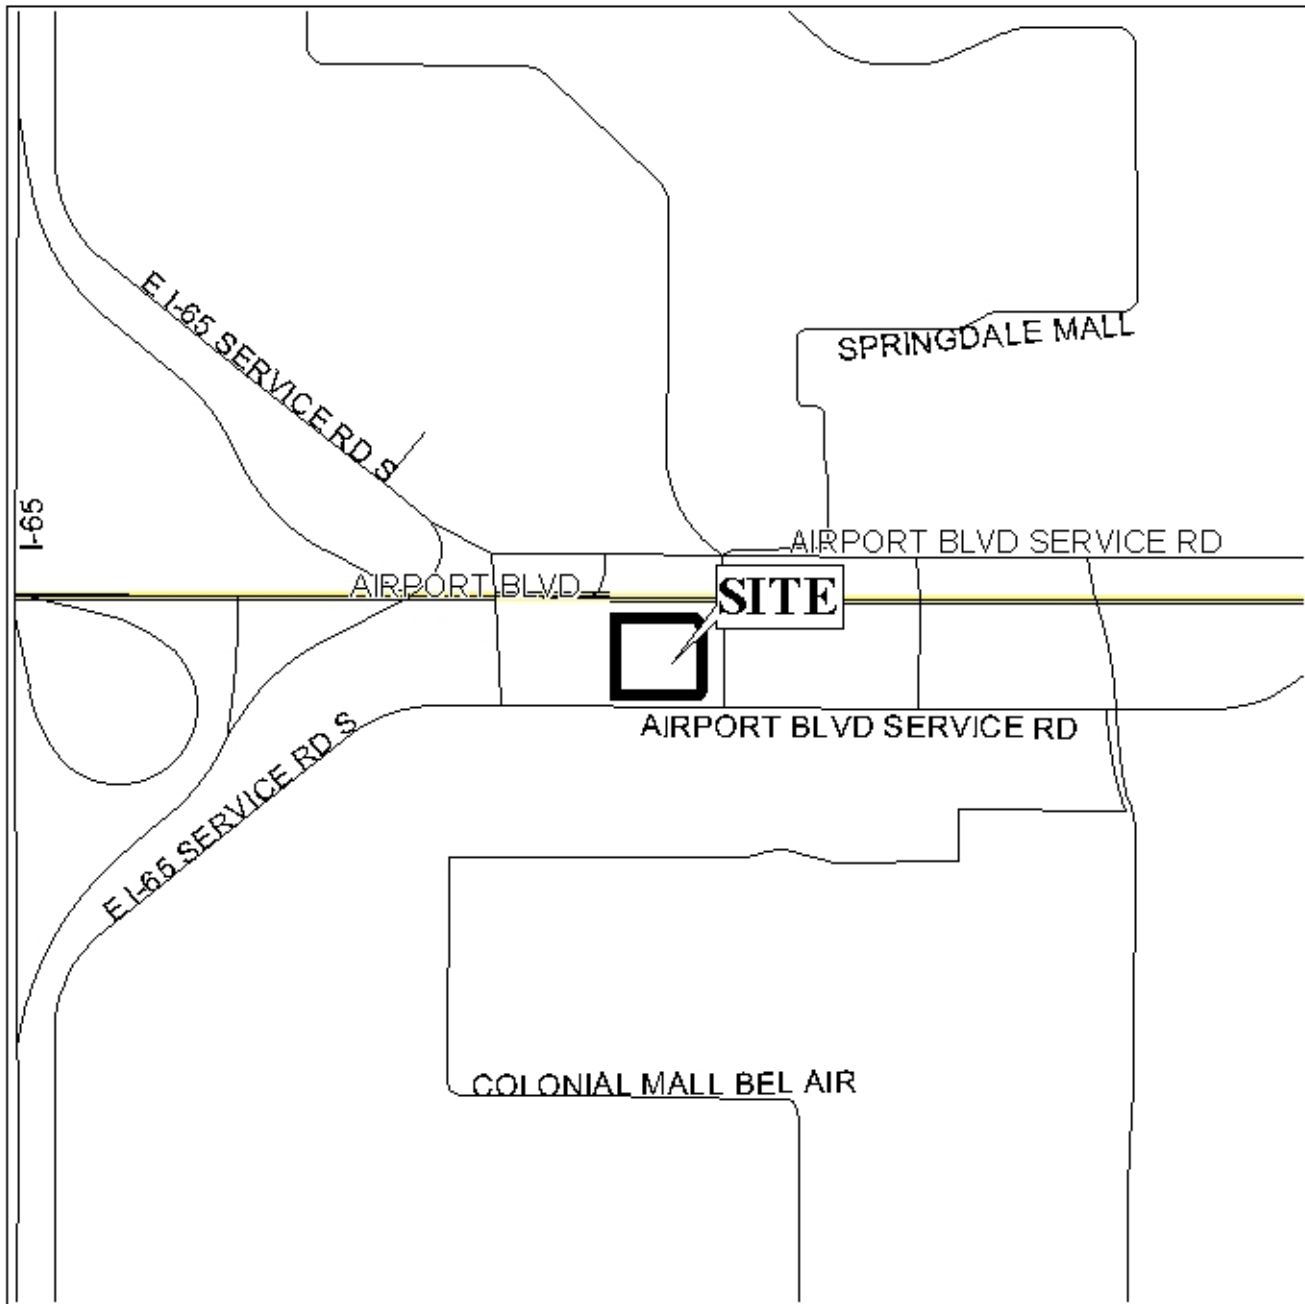 E I-65 SERVICE RD S
SPRINGDALE MALL
I-65
AIRPORT BLVD SERVICE RD
AIRPORT BLVD
SITE
AIRPORT BLVD SERVICE RD
E I-65 SERVICE RD S
COLONIAL MALL BEL AIR